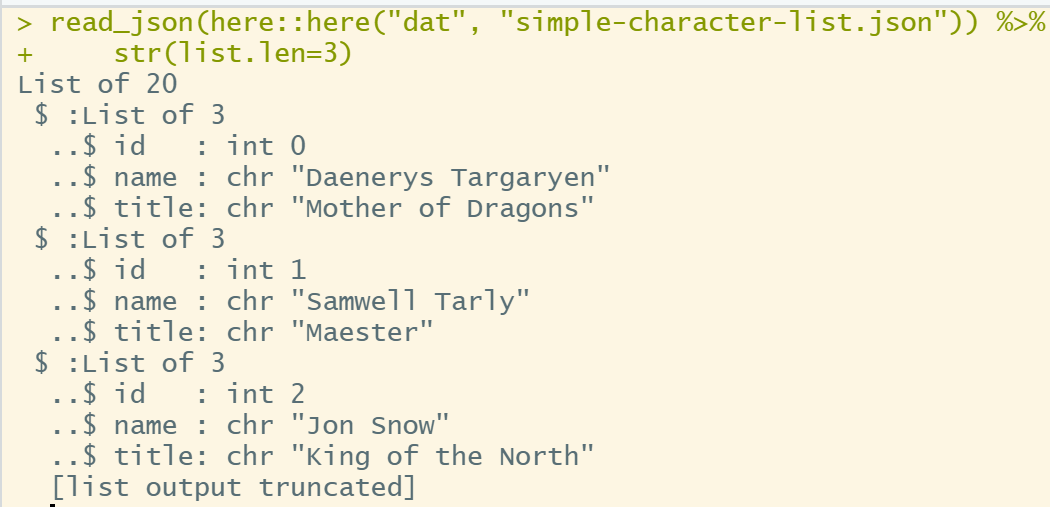 > read_json(here::here("dat", "simple-character-list.json")) %>%
+     str(list.len=3)
List of 20
 $ :List of 3
  ..$ id   : int 0
  ..$ name : chr "Daenerys Targaryen"
  ..$ title: chr "Mother of Dragons"
 $ :List of 3
  ..$ id   : int 1
  ..$ name : chr "Samwell Tarly"
  ..$ title: chr "Maester"
 $ :List of 3
  ..$ id   : int 2
  ..$ name : chr "Jon Snow"
  ..$ title: chr "King of the North"
  [list output truncated]